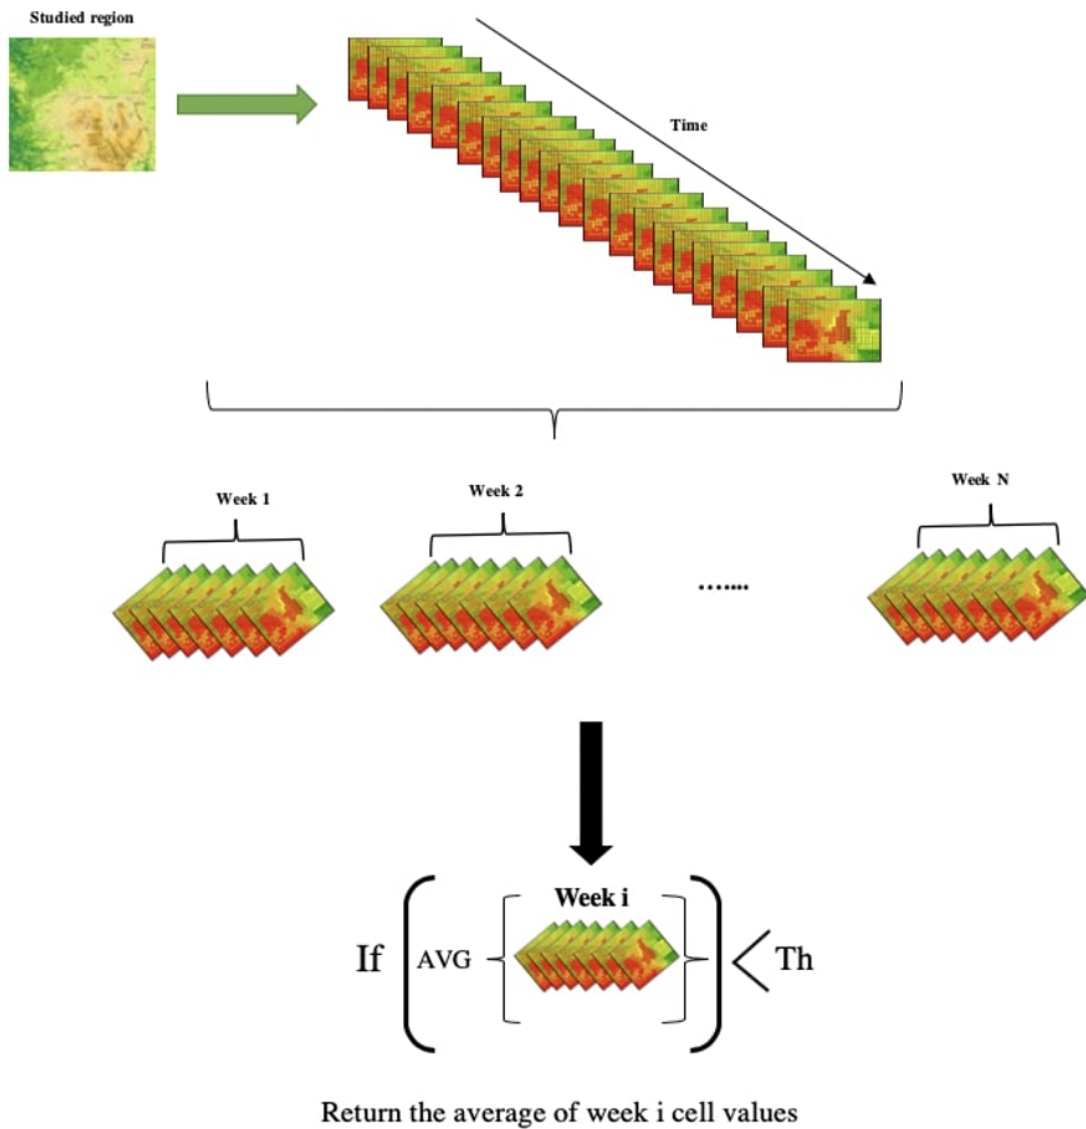 Studied region
Time
Week 1
Week 2
Week N
…....
Week i
If
AVG
< Th
Return the average of week i cell values